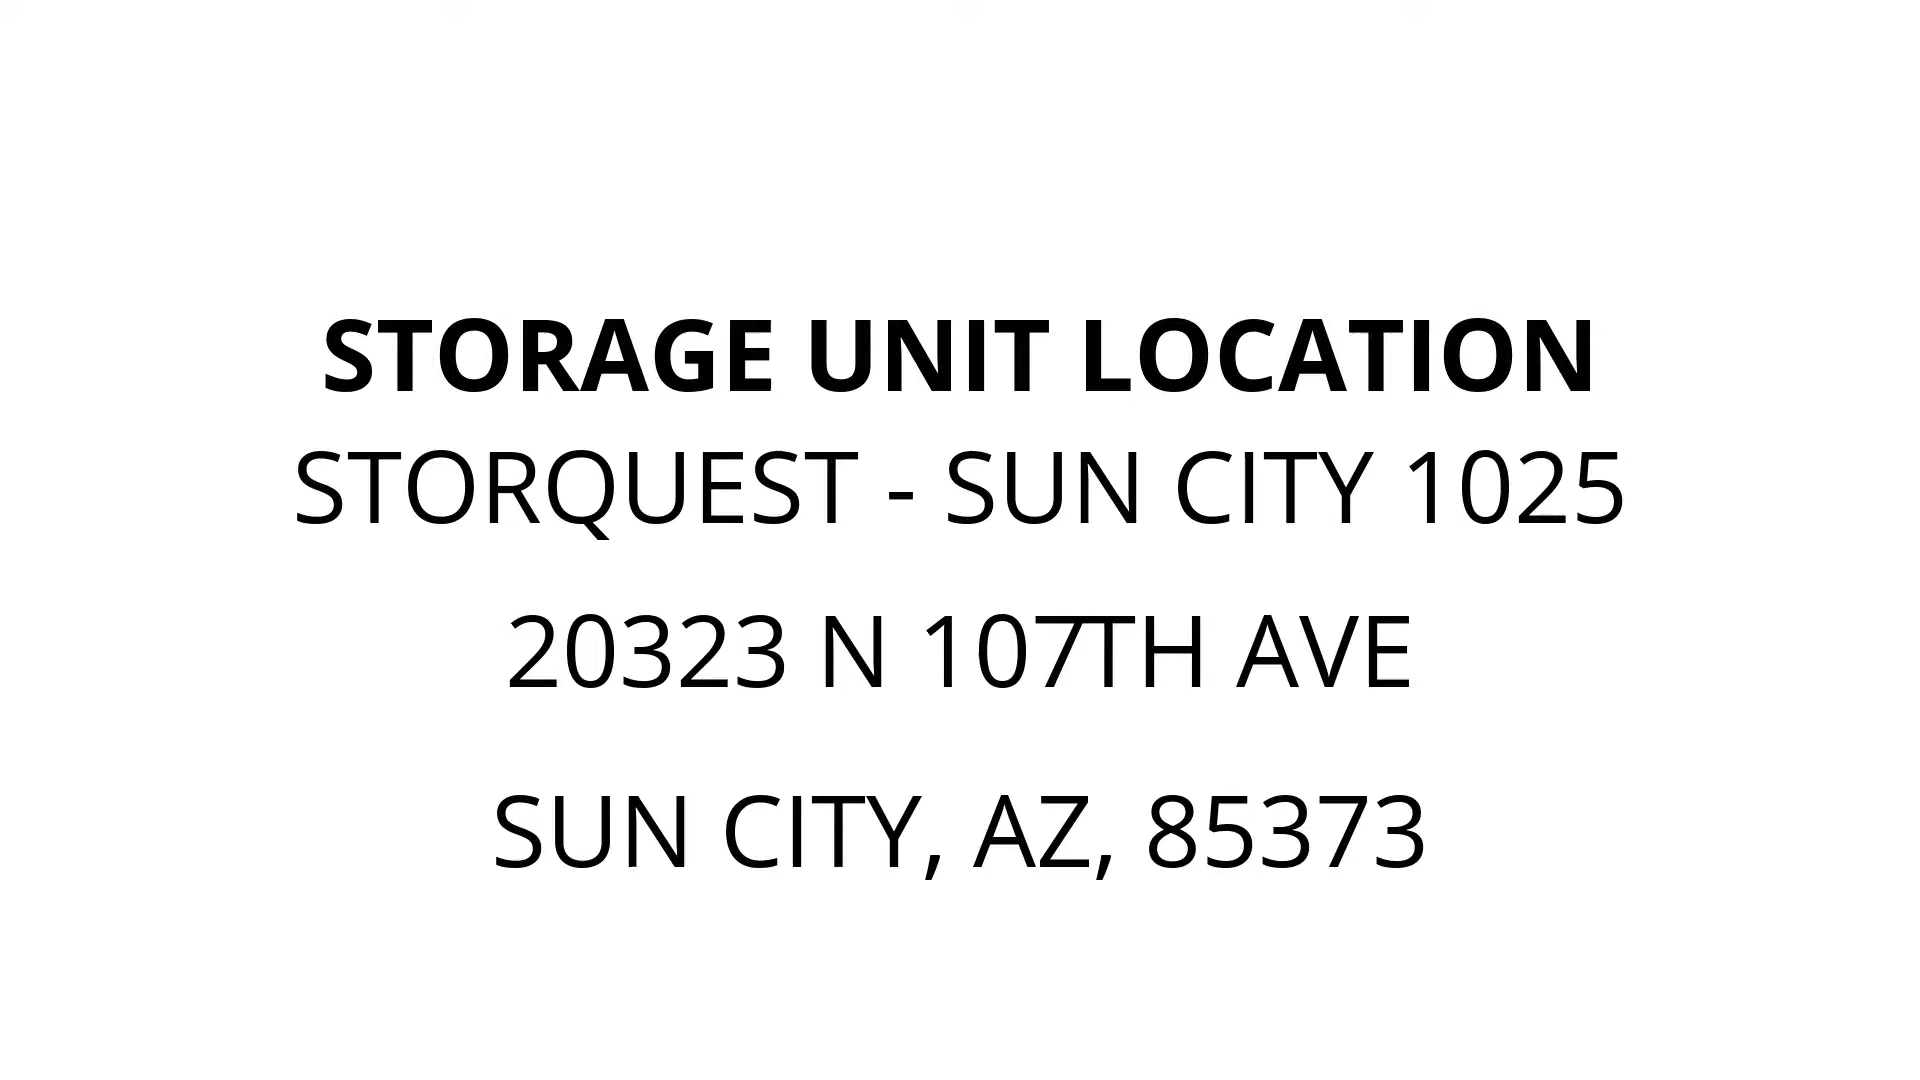 STORAGE UNIT LOCATION
STORQUEST - SUN CITY 1025
20323 N 107TH AVE
SUN CITY, AZ, 85373